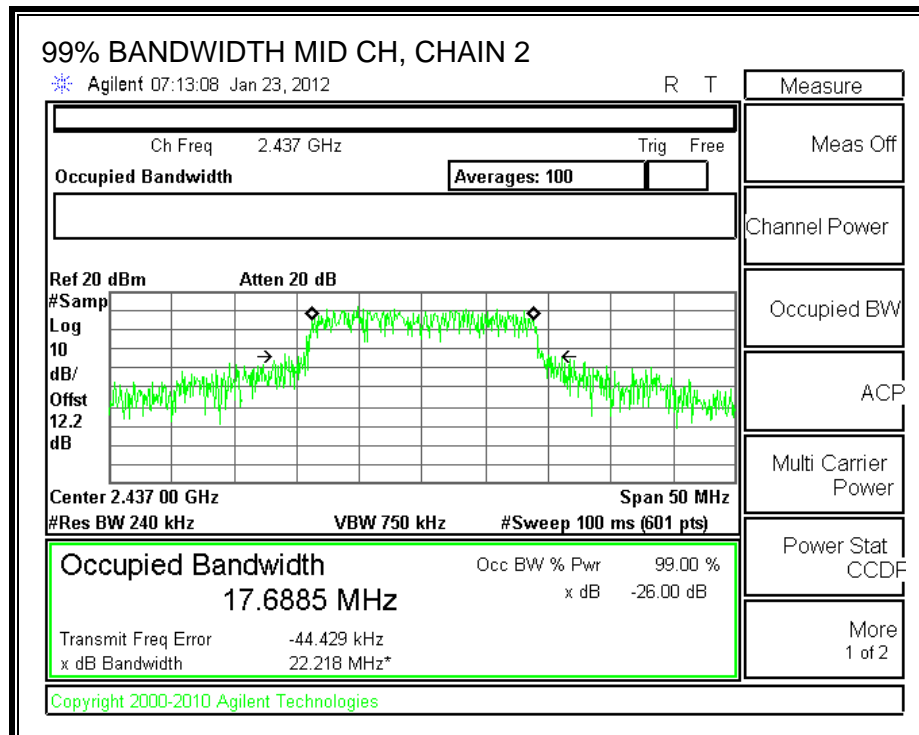 99% BANDWIDTH MID CH, CHAIN 2
Agilent 07:13:08 Jan 23, 2012 R T
Measure
Ch Freq 2.437 GHz Trig Free
Meas Off
Occupied Bandwidth Averages: 100
Channel Power
Ref 20 dBm Atten 20 dB
#Samp
Log
10
dB/
Offst
12.2
dB
Occupied BW
ACP
Multi Carrier
Power
Center 2.437 00 GHz Span 50 MHz
#Res BW 240 kHz VBW 750 kHz #Sweep 100 ms (601 pts)
Power Stat
CCDF
Occupied Bandwidth Occ BW % Pwr 99.00 %
17.6885 MHz x dB -26.00 dB
Transmit Freq Error -44.429 kHz
x dB Bandwidth 22.218 MHz*
More
1 of 2
Copyright 2000-2010 Agilent Technologies